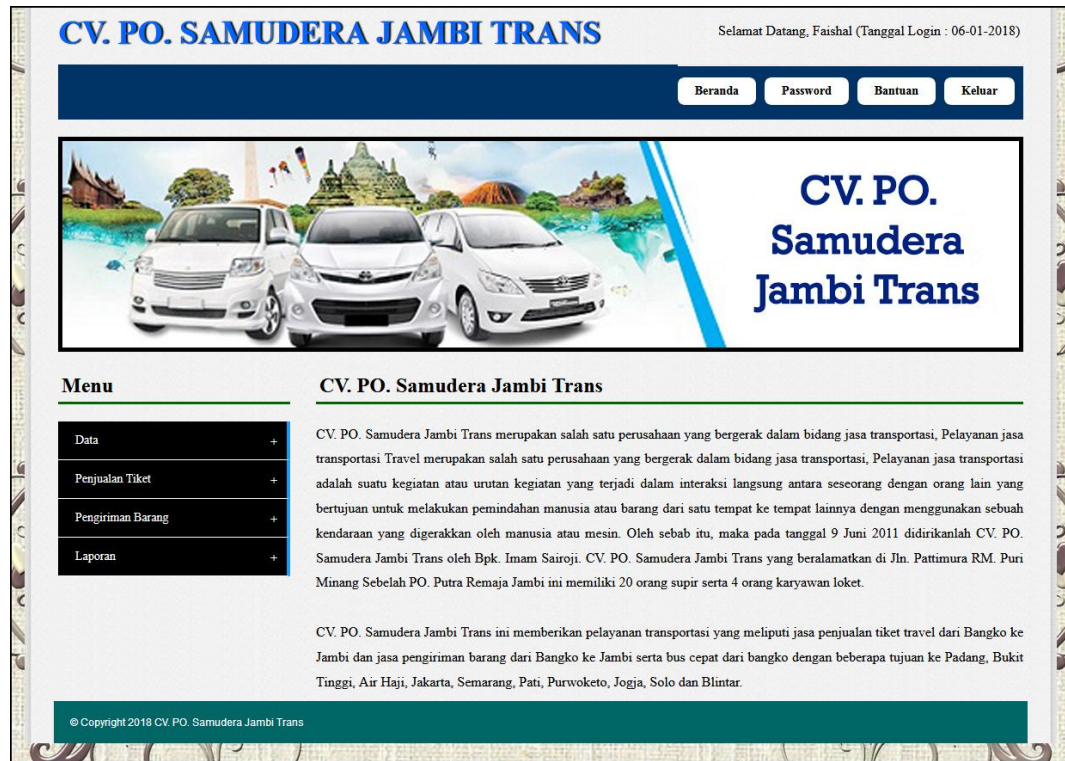 CV. PO. SAMUDERA JAMBI TRANS
Selamat Datang, Faishal (Tanggal Login : 06-01-2018)
Beranda
Password
Bantuan
Keluar
CV. PO.
Samudera
Jambi Trans
Menu
Data +
Penjualan Tiket +
Pengiriman Barang +
Laporan +
CV. PO. Samudera Jambi Trans
CV. PO. Samudera Jambi Trans merupakan salah satu perusahaan yang bergerak dalam bidang jasa transportasi, Pelayanan jasa
transportasi Travel merupakan salah satu perusahaan yang bergerak dalam bidang jasa transportasi, Pelayanan jasa transportasi
adalah suatu kegiatan atau urutan kegiatan yang terjadi dalam interaksi langsung antara seseorang dengan orang lain yang
bertujuan untuk melakukan pemindahan manusia atau barang dari satu tempat ke tempat lainnya dengan menggunakan sebuah
kendaraan yang digerakkan oleh manusia atau mesin. Oleh sebab itu, maka pada tanggal 9 Juni 2011 didirikanlah CV. PO.
Samudera Jambi Trans oleh Bpk. Imam Sairoji. CV. PO. Samudera Jambi Trans yang beralamatkan di Jln. Pattimura RM. Puri
Minang Sebelah PO. Putra Remaja Jambi ini memiliki 20 orang supir serta 4 orang karyawan loket.
CV. PO. Samudera Jambi Trans ini memberikan pelayanan transportasi yang meliputi jasa penjualan tiket travel dari Bangko ke
Jambi dan jasa pengiriman barang dari Bangko ke Jambi serta bus cepat dari bangko dengan beberapa tujuan ke Padang, Bukit
Tinggi, Air Haji, Jakarta, Semarang, Pati, Purwoketo, Jogja, Solo dan Blintar.
© Copyright 2018 CV. PO. Samudera Jambi Trans